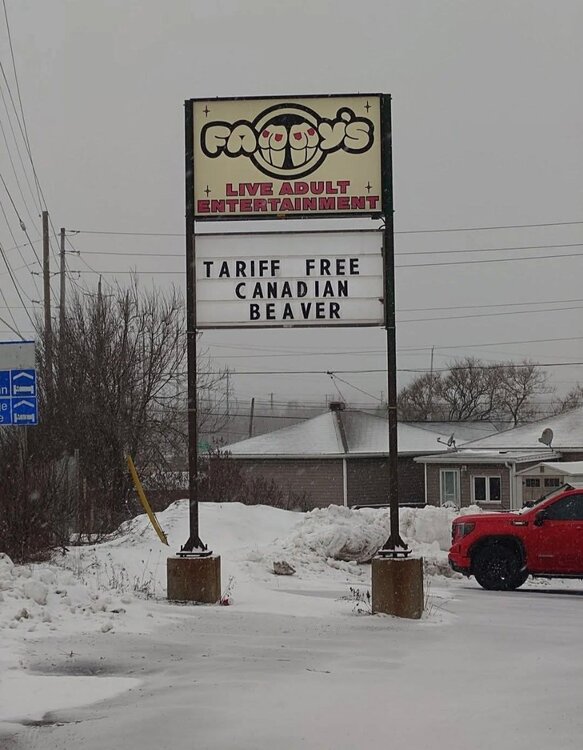 FANNY'S
LIVE ADULT
ENTERTAINMENT
TARIFF FREE
CANADIAN
BEAVER